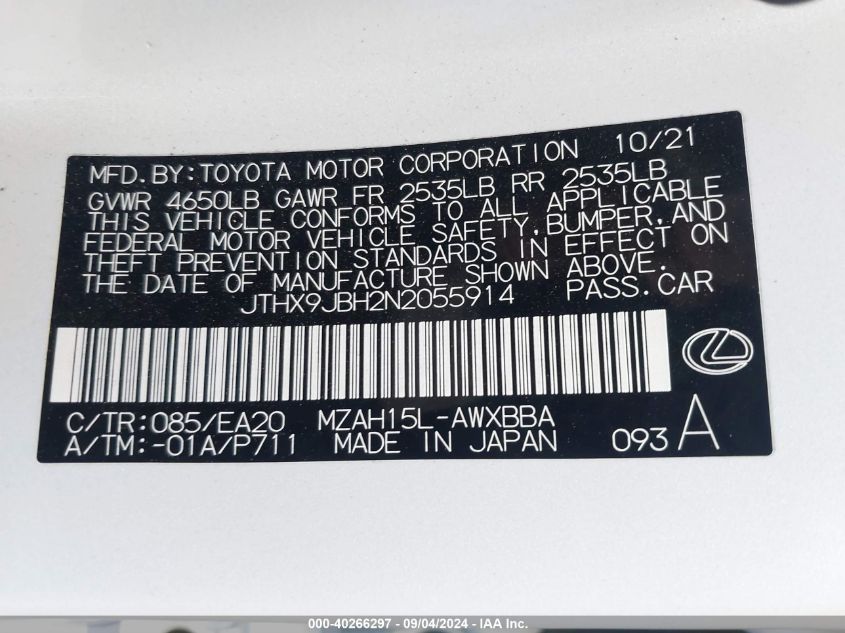 MFD.BY:TOYOTA MOTOR CORPORATION 10/21
GVWR 4650LB GAWR FR 2535LB RR 2535LB
THIS VEHICLE CONFORMS TO ALL APPLICABLE
FEDERAL MOTOR VEHICLE SAFETY,BUMPER,AND
THEFT PREVENTION STANDARDS IN EFFECT ON
THE DATE OF MANUFACTURE SHOWN ABOVE.
JTHX9JBH2N2055914 PASS.CAR
C/TR:085/EA20 MZAH15L-AWXBBA
A/TM:-01A/P711 MADE IN JAPAN 093 A
000-40266297 - 09/04/2024 - IAA Inc.